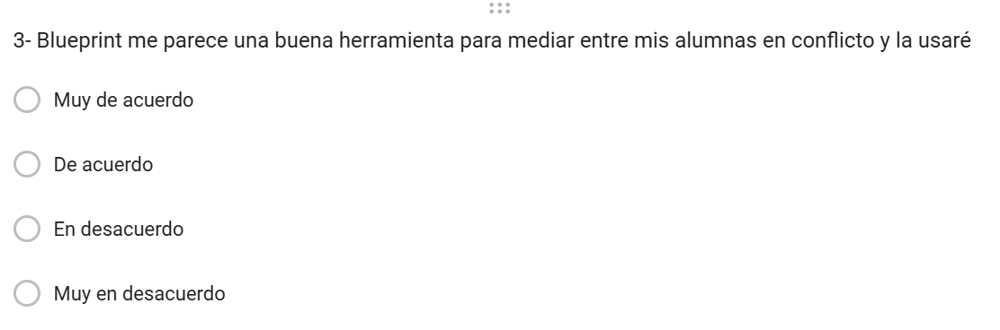 3- Blueprint me parece una buena herramienta para mediar entre mis alumnas en conflicto y la usaré
Muy de acuerdo
De acuerdo
En desacuerdo
Muy en desacuerdo